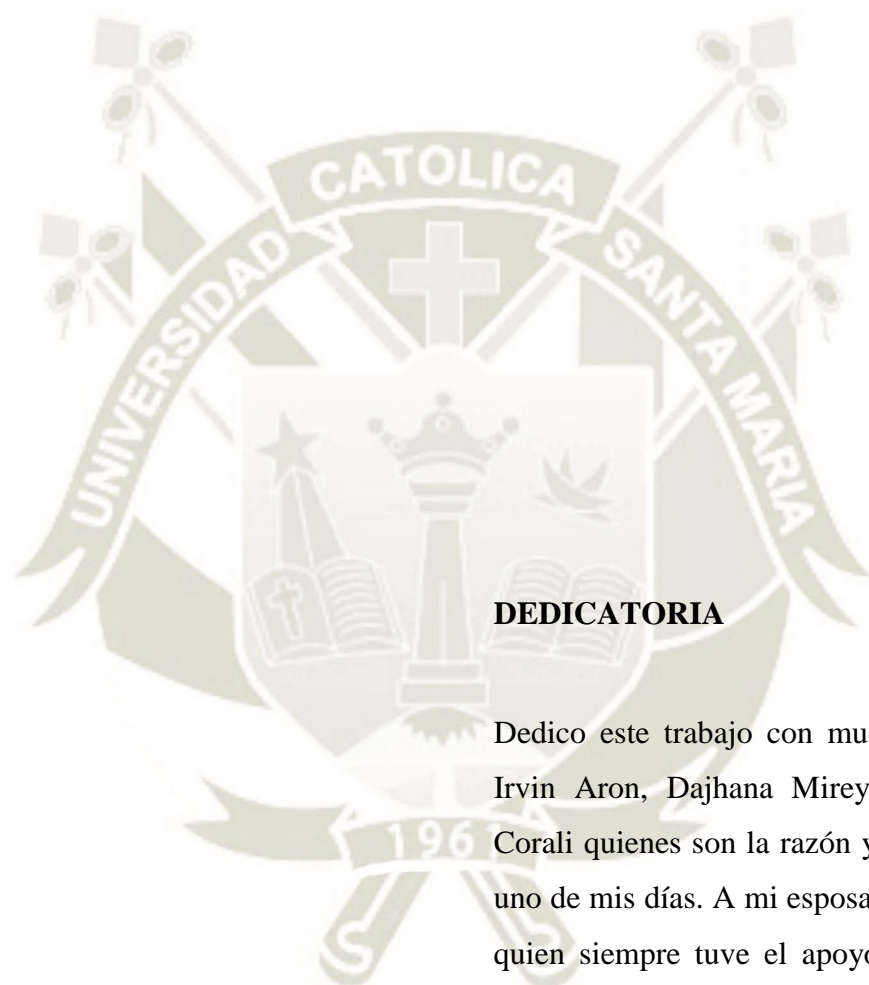 UNIVERSIDAD CATOLICA SANTA MARIA
DEDICATORIA
Dedico este trabajo con mu
Irvin Aron, Dajhana Mirey
Corali quienes son la razón y
uno de mis días. A mi esposa
quien siempre tuve el apoyo
1961